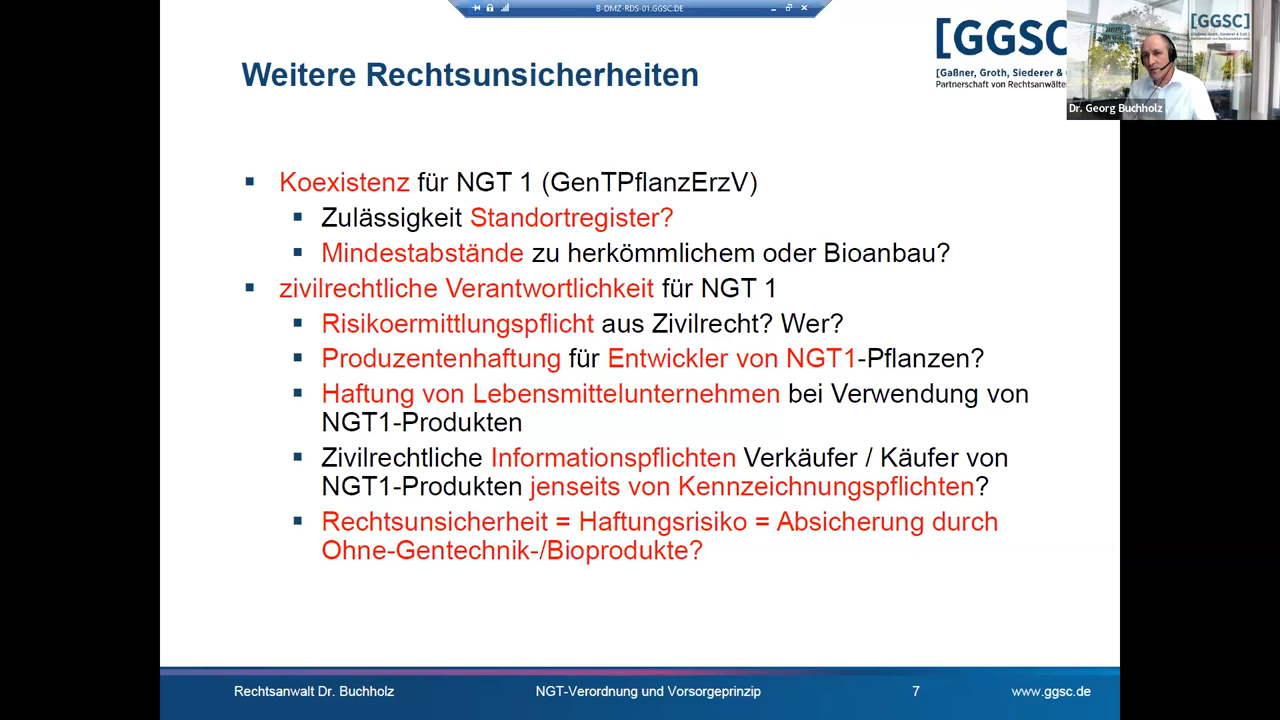 B-DMZ-RDS-01.GGSC.DE
[GGSC
[GGSC]
[Gaßner, Groth, Siederer &
Partnerschaft von Rechtsanwälte
Dr. Georg Buchholz
Weitere Rechtsunsicherheiten
Koexistenz für NGT 1 (GenTPflanzErzV)
Zulässigkeit Standortregister?
Mindestabstände zu herkömmlichem oder Bioanbau?
zivilrechtliche Verantwortlichkeit für NGT 1
Risikoermittlungspflicht aus Zivilrecht? Wer?
Produzentenhaftung für Entwickler von NGT1-Pflanzen?
Haftung von Lebensmittelunternehmen bei Verwendung von
NGT1-Produkten
Zivilrechtliche Informationspflichten Verkäufer / Käufer von
NGT1-Produkten jenseits von Kennzeichnungspflichten?
Rechtsunsicherheit = Haftungsrisiko = Absicherung durch
Ohne-Gentechnik-/Bioprodukte?
Rechtsanwalt Dr. Buchholz
NGT-Verordnung und Vorsorgeprinzip
7
www.ggsc.de